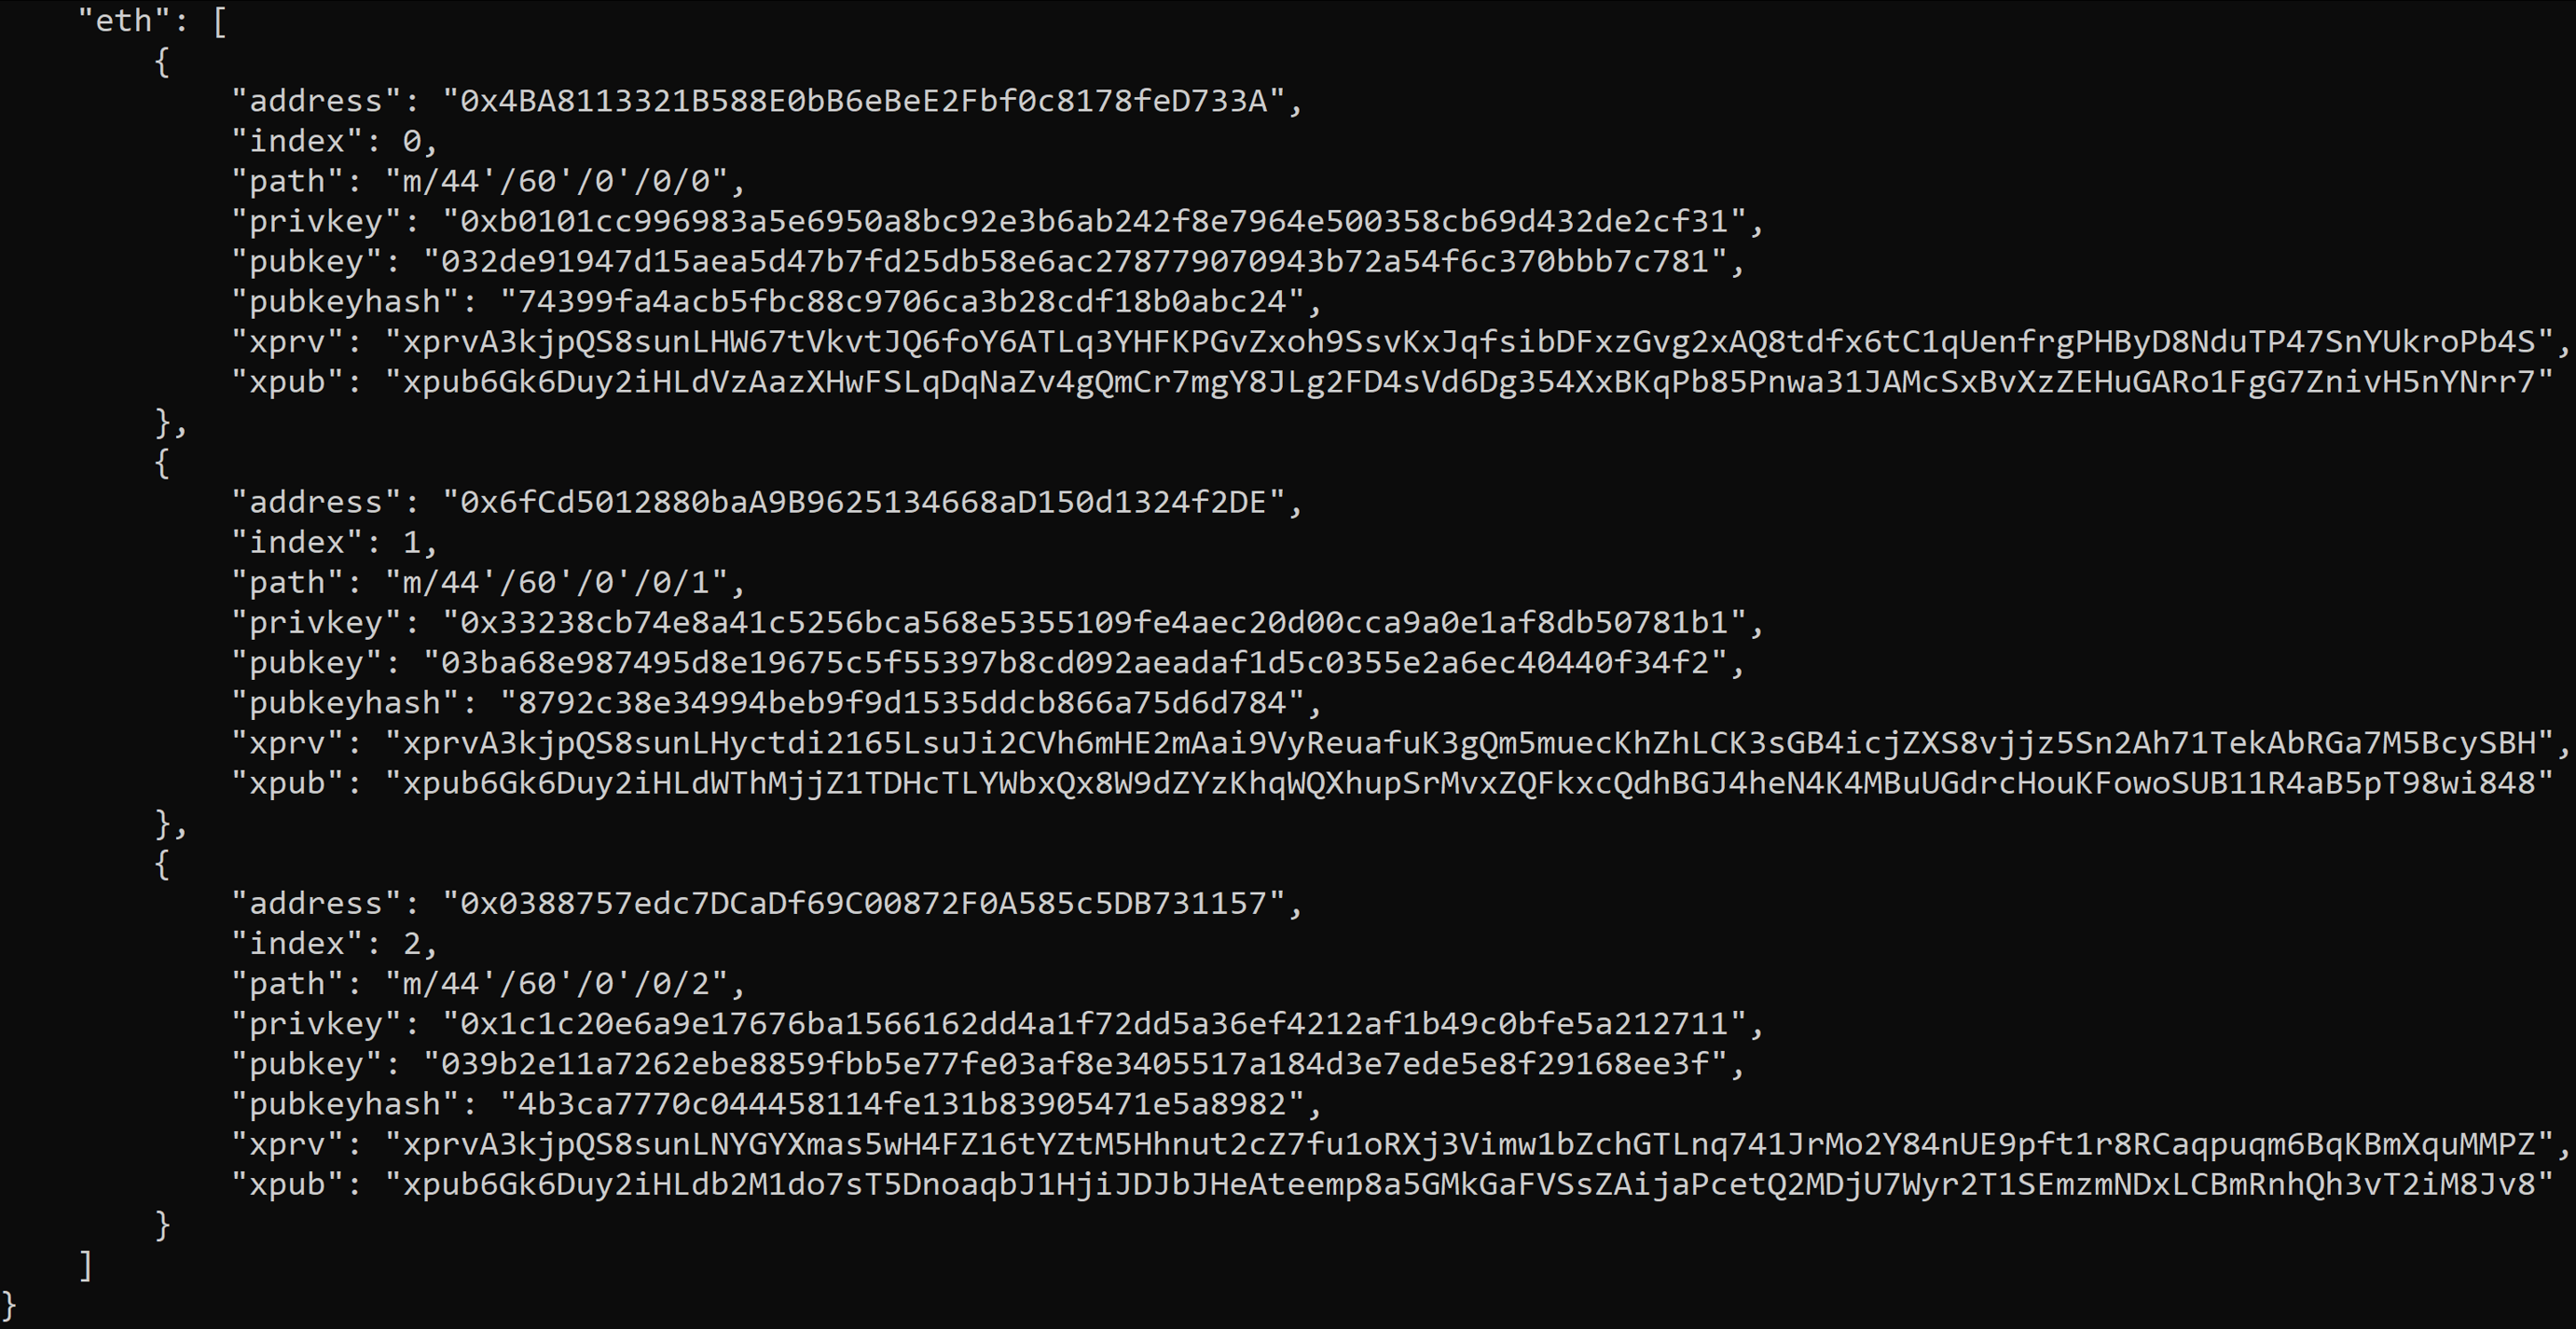 "eth": [
{
"address": "0x4BA8113321B588E0bB6eBeE2Fbf0c8178feD733A",
"index": 0,
"path": "m/44'/60'/0'/0/0",
"privkey": "0xb0101cc996983a5e6950a8bc92e3b6ab242f8e7964e500358cb69d432de2cf31",
"pubkey": "032de91947d15aea5d47b7fd25db58e6ac278779070943b72a54f6c370bbb7c781",
"pubkeyhash": "74399fa4acb5fbc88c9706ca3b28cdf18b0abc24",
"xprv": "xprvA3kjpQS8sunLHW67tVkvtJQ6foY6ATLq3YHFKPGvZxoh9SsvKxJqfsibDFxzGvg2xAQ8tdfx6tC1qUenfrgPHByD8NduTP47SnYUkroPb4S",
"xpub": "xpub6Gk6Duy2iHLdVzAazXHwFSLqDqNaZv4gQmCr7mgY8JLg2FD4sVd6Dg354XxBKqPb85Pnwa31JAMcSxBvXzZEHuGARo1FgG7ZnivH5nYNrr7"
},
{
"address": "0x6fCd5012880baA9B9625134668aD150d1324f2DE",
"index": 1,
"path": "m/44'/60'/0'/0/1",
"privkey": "0x33238cb74e8a41c5256bca568e5355109fe4aec20d00cca9a0e1af8db50781b1",
"pubkey": "03ba68e987495d8e19675c5f55397b8cd092aeadaf1d5c0355e2a6ec40440f34f2",
"pubkeyhash": "8792c38e34994beb9f9d1535ddcb866a75d6d784",
"xprv": "xprvA3kjpQS8sunLHyctdi2165LsuJi2CVh6mHE2mAai9VyReuafuK3gQm5muecKhZhLCK3sGB4icjZXS8vjjz5Sn2Ah71TekAbRGa7M5BcySBH",
"xpub": "xpub6Gk6Duy2iHLdWThMjjZ1TDHcTLYWbxQx8W9dZYzKhqWQXhupSrMvxZQFkxcQdhBGJ4heN4K4MBuUGdrcHouKFowoSUB11R4aB5pT98wi848"
},
{
"address": "0x0388757edc7DCaDf69C00872F0A585c5DB731157",
"index": 2,
"path": "m/44'/60'/0'/0/2",
"privkey": "0x1c1c20e6a9e17676ba1566162dd4a1f72dd5a36ef4212af1b49c0bfe5a212711",
"pubkey": "039b2e11a7262ebe8859fbb5e77fe03af8e3405517a184d3e7ede5e8f29168ee3f",
"pubkeyhash": "4b3ca7770c044458114fe131b83905471e5a8982",
"xprv": "xprvA3kjpQS8sunLNYGYXmas5wH4FZ16tYZtM5Hhnut2cZ7fu1oRXj3Vimw1bZchGTLnq741JrMo2Y84nUE9pft1r8RCaqpuqm6BqKBmXquMMPZ",
"xpub": "xpub6Gk6Duy2iHLdb2M1do7sT5DnoaqbJ1HjiJDJbJHeAteemp8a5GMkGaFVSsZAijaPcetQ2MDjU7Wyr2T1SEmzmNDxLCBmRnhQh3vT2iM8Jv8"
}
]
}